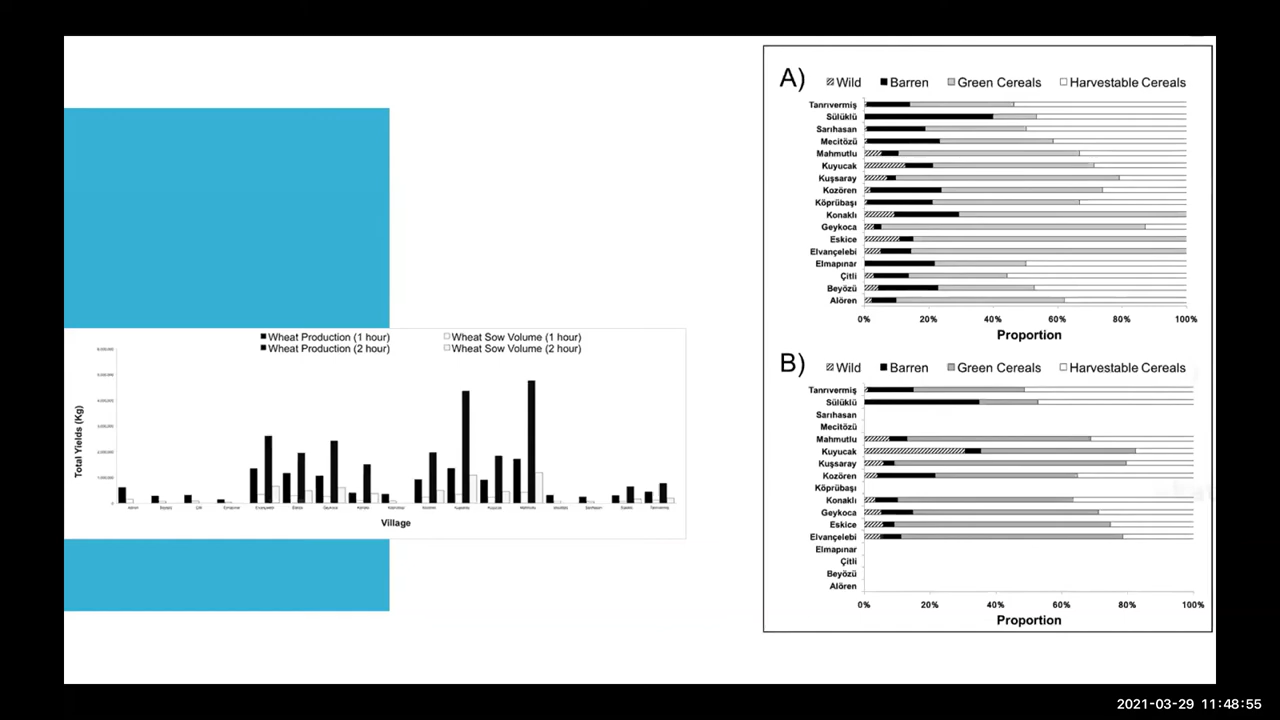 Wheat Production (1 hour) Wheat Sow Volume (1 hour)
Wheat Production (2 hour) Wheat Sow Volume (2 hour)
Total Yields (Kg)
Village
A)
Wild Barren Green Cereals Harvestable Cereals
Tanrıvermiş
Sülüklü
Sarıhasan
Mecitözü
Mahmutlu
Kuyucak
Kuşsaray
Kozören
Köprübaşı
Konaklı
Geykoca
Eskice
Elvançelebi
Elmapınar
Çitli
Beyözü
Alören
0% 20% 40% 60% 80% 100%
Proportion
B)
Wild Barren Green Cereals Harvestable Cereals
Tanrıvermiş
Sülüklü
Sarıhasan
Mecitözü
Mahmutlu
Kuyucak
Kuşsaray
Kozören
Köprübaşı
Konaklı
Geykoca
Eskice
Elvançelebi
Elmapınar
Çitli
Beyözü
Alören
0% 20% 40% 60% 80% 100%
Proportion
2021-03-29 11:48:55